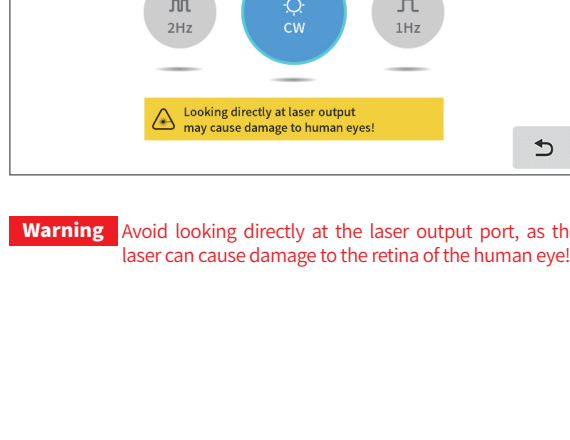 2Hz CW 1Hz
Looking directly at laser output
may cause damage to human eyes!
Warning Avoid looking directly at the laser output port, as th
laser can cause damage to the retina of the human eye!